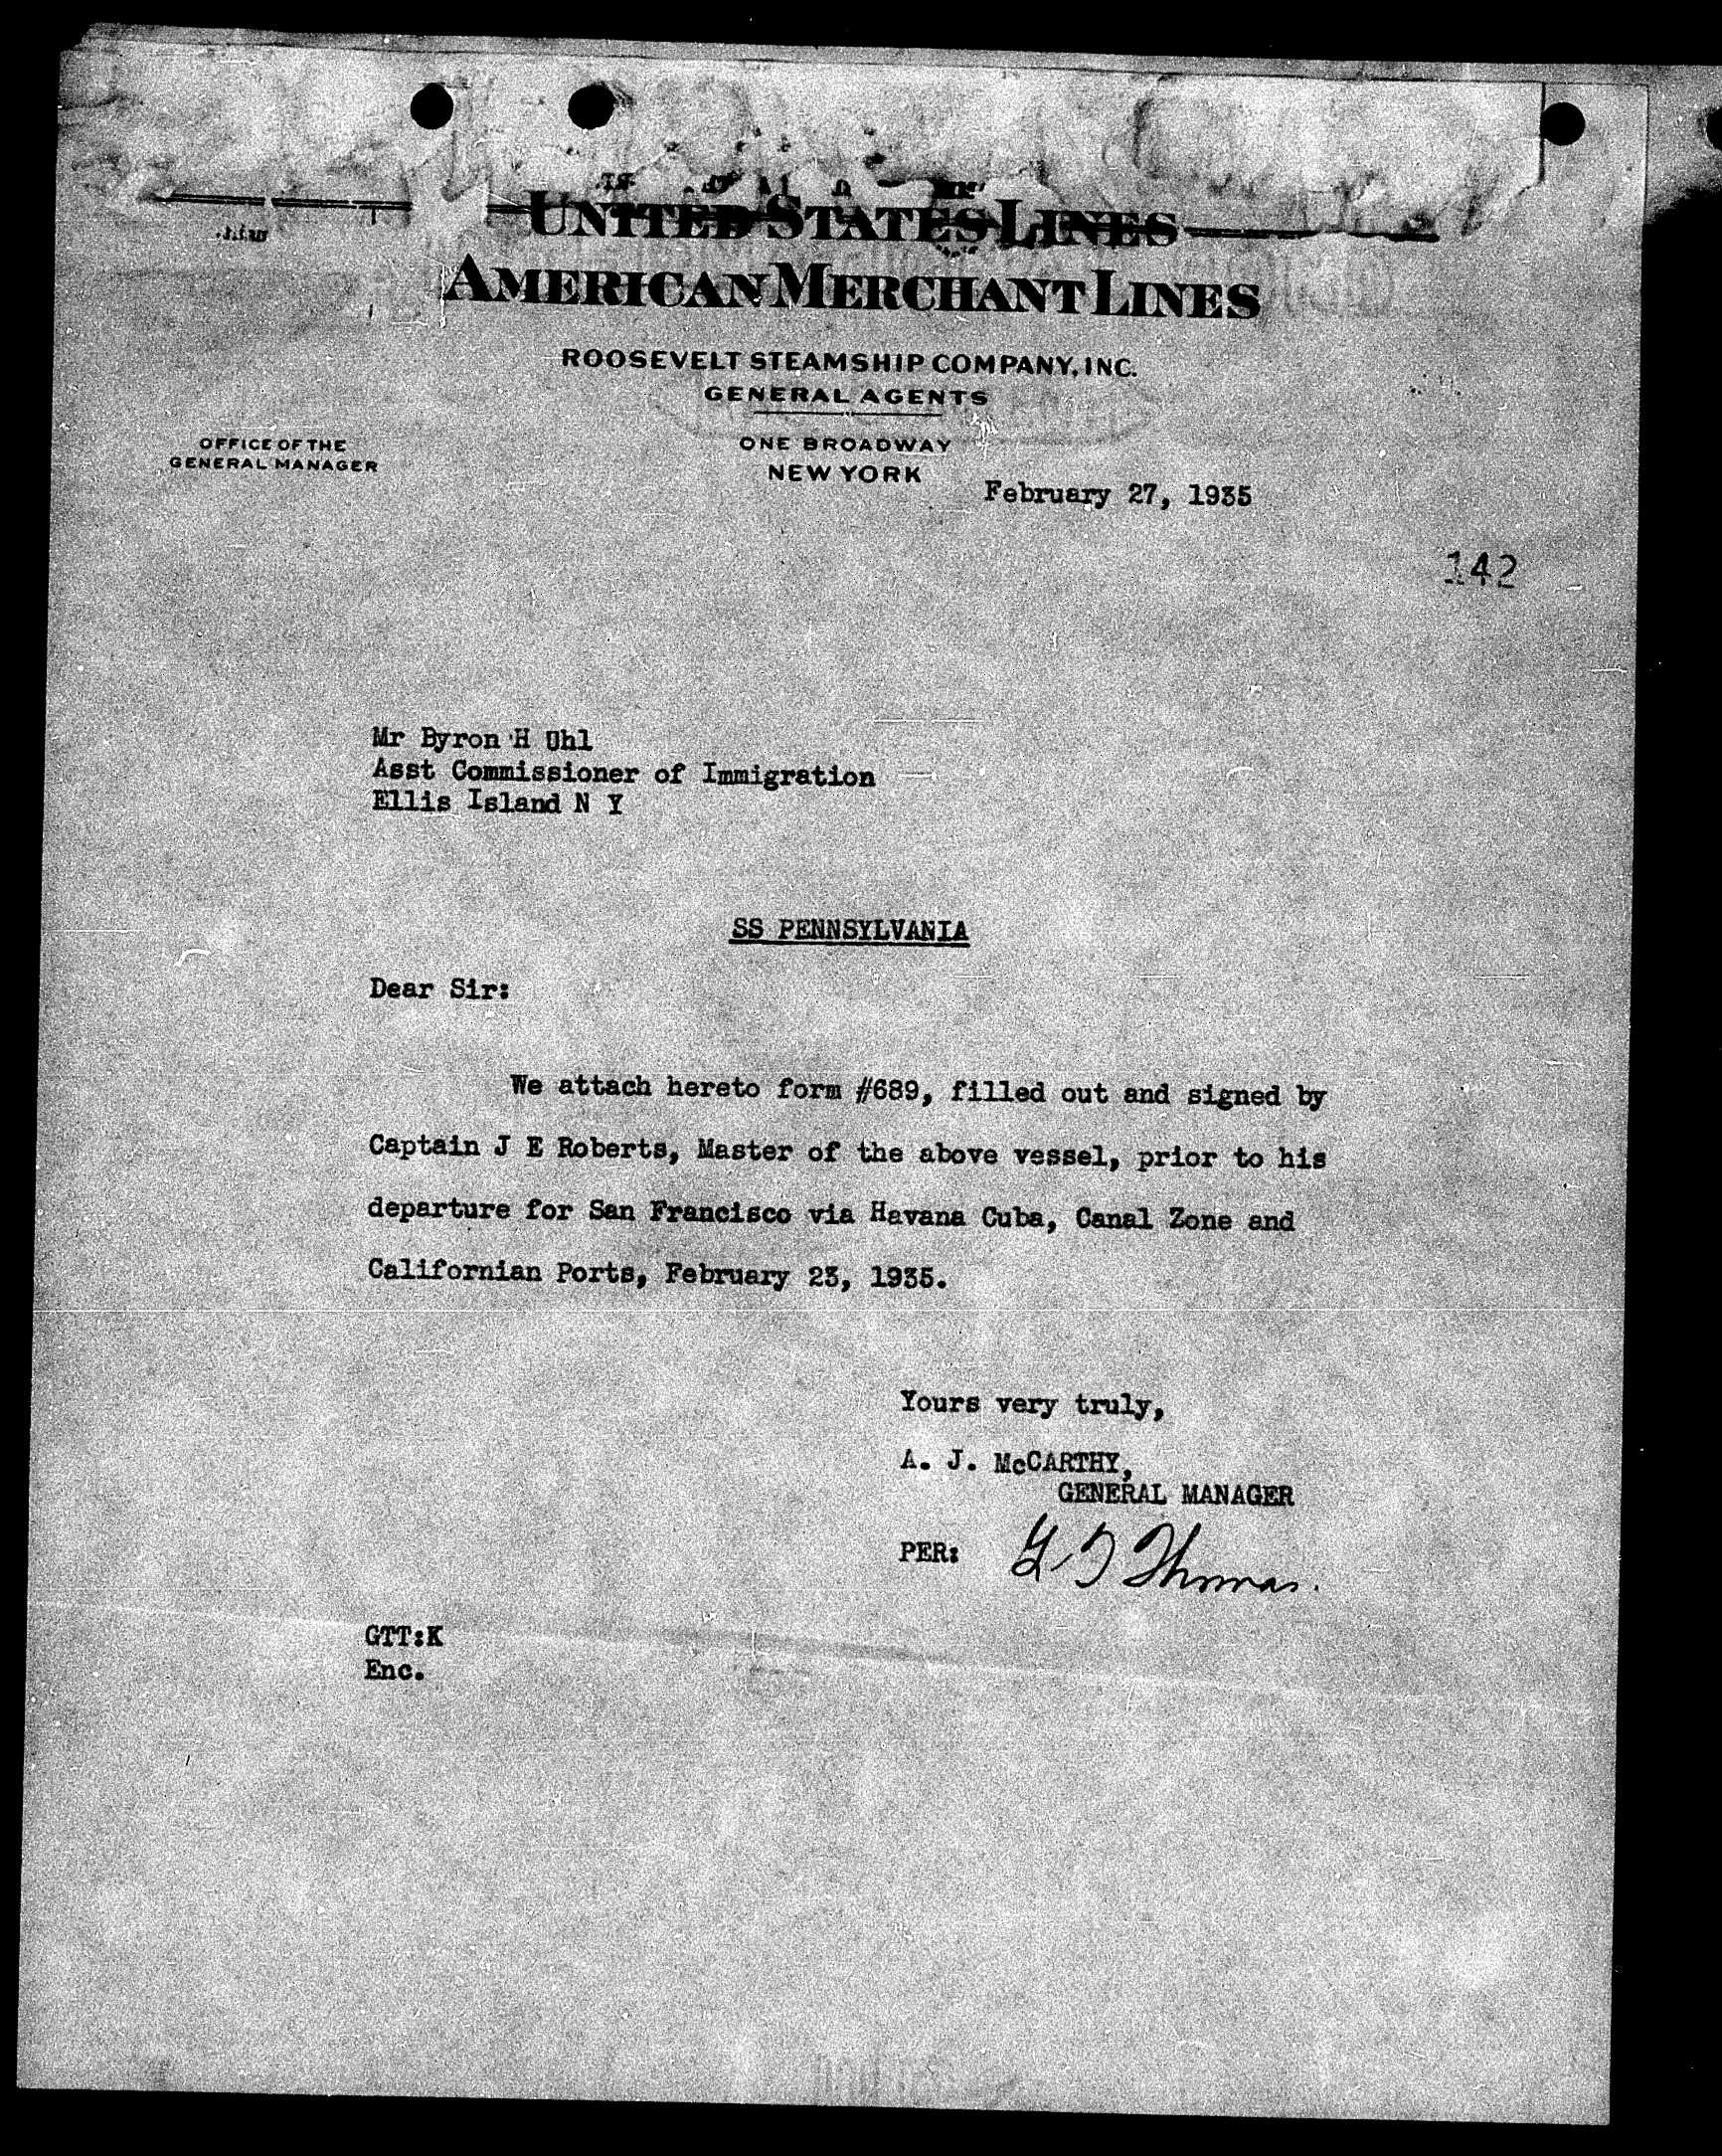 UNITED STATES LINES
AMERICAN MERCHANT LINES
ROOSEVELT STEAMSHIP COMPANY, INC.
GENERAL AGENTS
OFFICE OF THE
GENERAL MANAGER
ONE BROADWAY
NEW YORK
February 27, 1935
142
Mr Byron H Uhl
Asst Commissioner of Immigration
Ellis Island N Y
SS PENNSYLVANIA
Dear Sir:
We attach hereto form #689, filled out and signed by
Captain J E Roberts, Master of the above vessel, prior to his
departure for San Francisco via Havana Cuba, Canal Zone and
Californian Ports, February 23, 1935.
Yours very truly,
A. J. McCARTHY,
GENERAL MANAGER
PER: G T Thomas.
GTT:K
Enc.